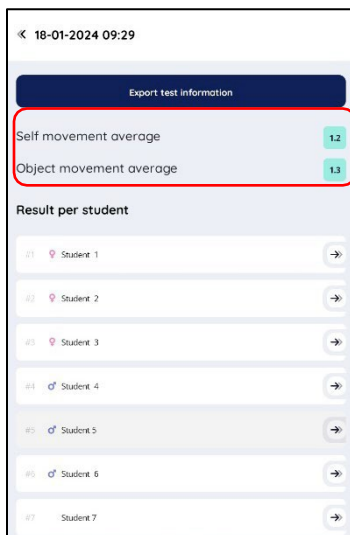 18-01-2024 09:29
Export test information
Self movement average 1.2
Object movement average 1.3
Result per student
#1 Student 1
#2 Student 2
#3 Student 3
#4 Student 4
#5 Student 5
#6 Student 6
#7 Student 7